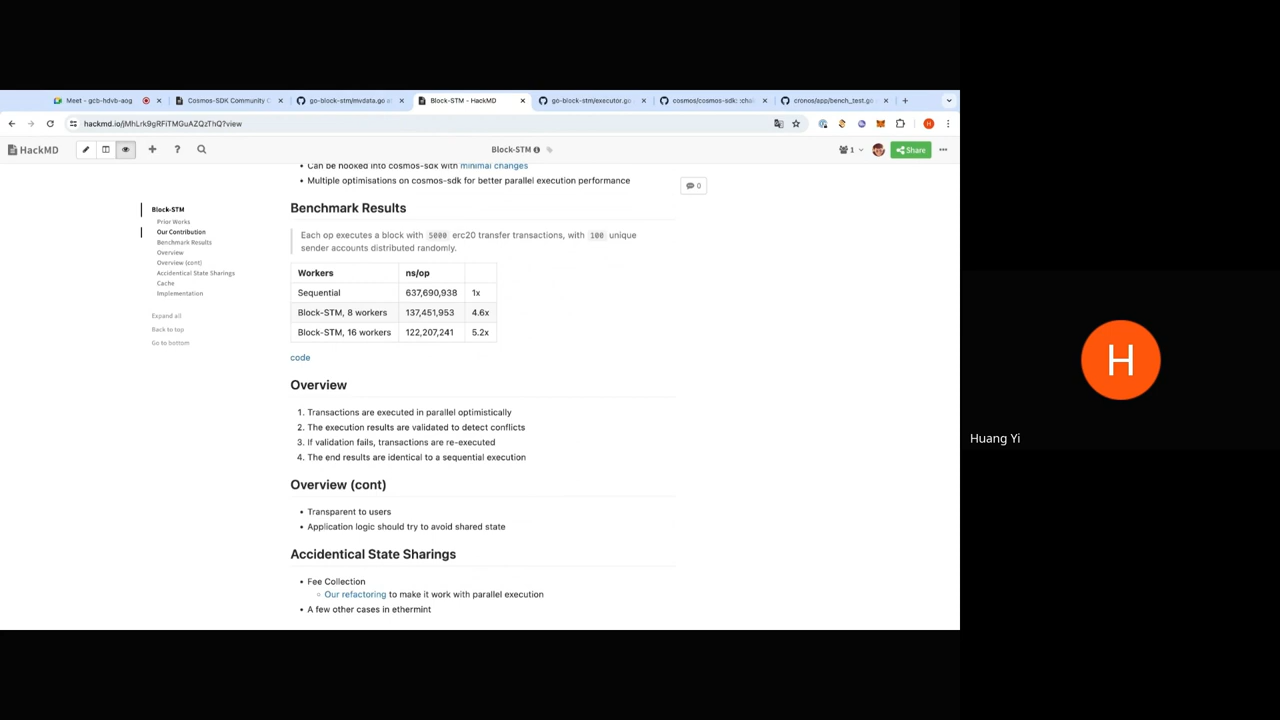 Meet - gcb-hdvb-aog
Cosmos-SDK Community C
go-block-stm/mvdata.go a
Block-STM - HackMD
go-block-stm/executor.go
cosmos/cosmos-sdk: :chai
cronos/app/bench_test.go
hackmd.io/jMhLrk9gRFiTMGuAZQzThQ?view
H
HackMD
Block-STM
1
Share
Can be hooked into cosmos-sdk with minimal changes
Multiple optimisations on cosmos-sdk for better parallel execution performance
0
Block-STM
Prior Works
Our Contribution
Benchmark Results
Overview
Overview (cont)
Accidentical State Sharings
Cache
Implementation
Expand all
Back to top
Go to bottom
Benchmark Results
Each op executes a block with 5000 erc20 transfer transactions, with 100 unique
sender accounts distributed randomly.
Workers ns/op
Sequential 637,690,938 1x
Block-STM, 8 workers 137,451,953 4.6x
Block-STM, 16 workers 122,207,241 5.2x
code
Overview
1. Transactions are executed in parallel optimistically
2. The execution results are validated to detect conflicts
3. If validation fails, transactions are re-executed
4. The end results are identical to a sequential execution
Overview (cont)
Transparent to users
Application logic should try to avoid shared state
Accidentical State Sharings
Fee Collection
Our refactoring to make it work with parallel execution
A few other cases in ethermint
H
Huang Yi